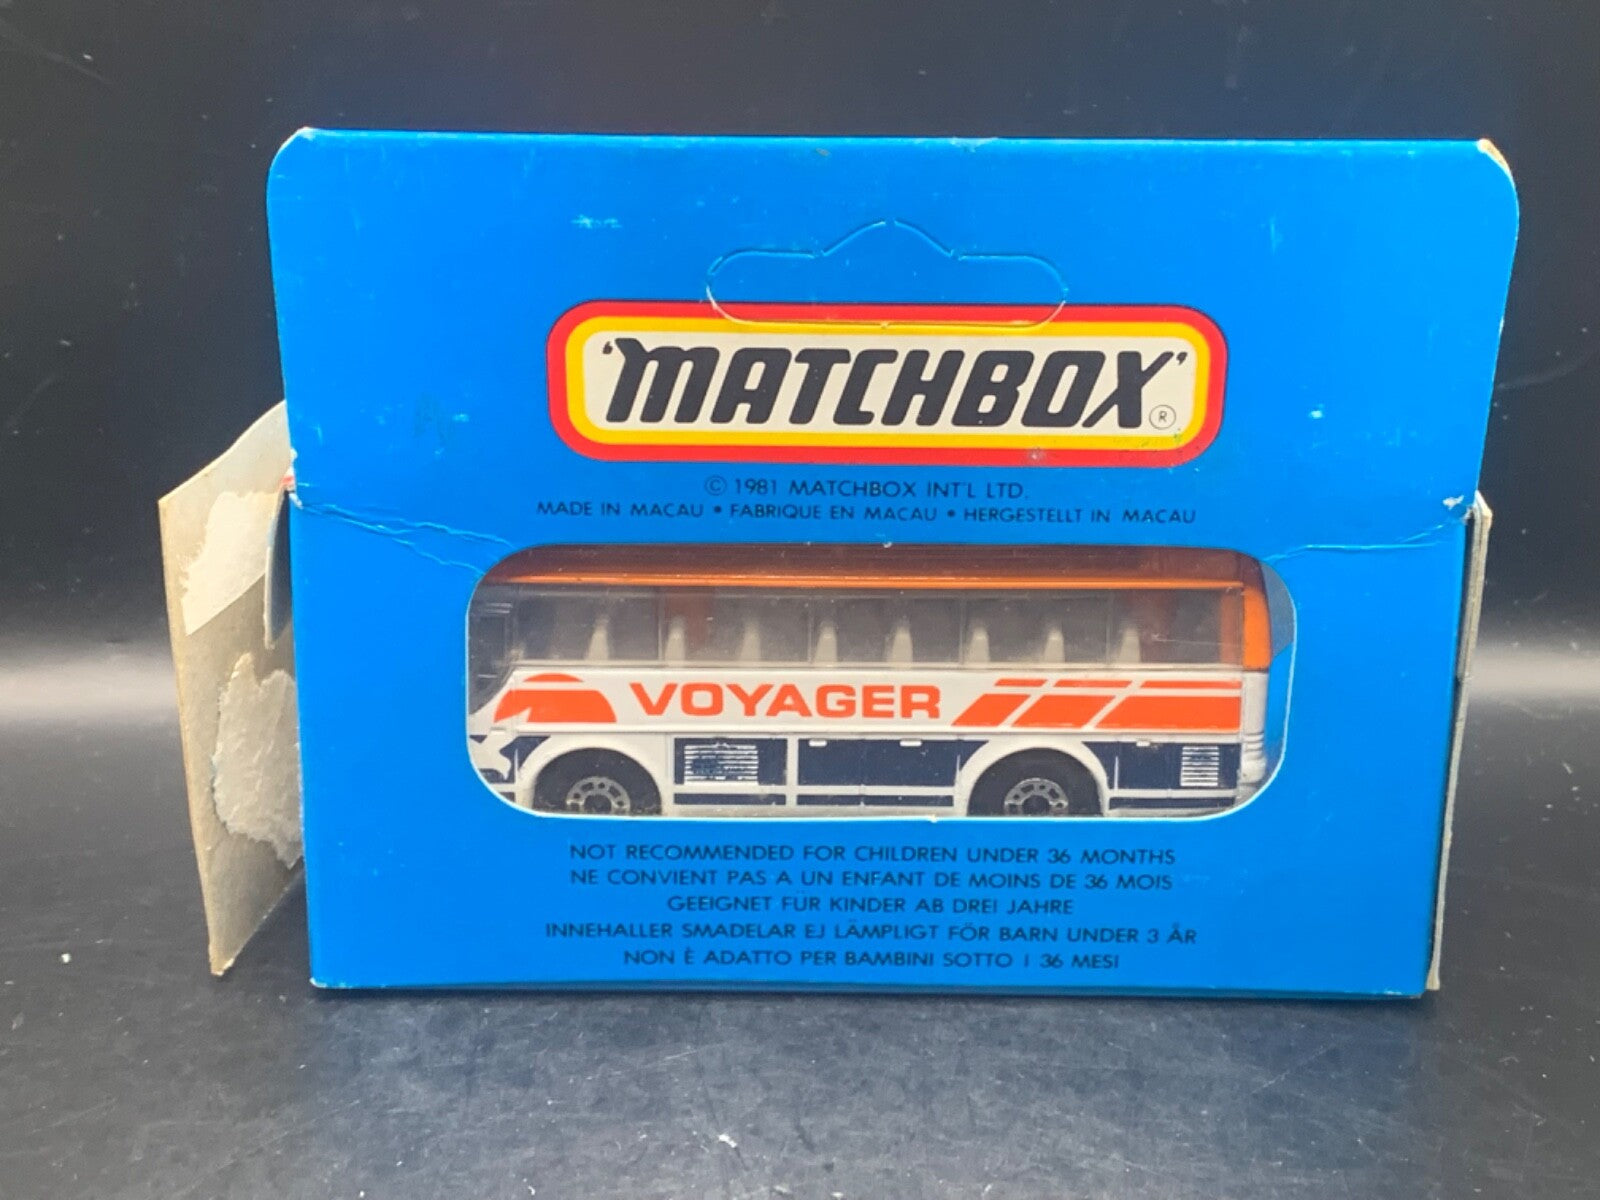 'MATCHBOX' ®
© 1981 MATCHBOX INT'L LTD.
MADE IN MACAU • FABRIQUE EN MACAU • HERGESTELLT IN MACAU
VOYAGER
NOT RECOMMENDED FOR CHILDREN UNDER 36 MONTHS
NE CONVIENT PAS A UN ENFANT DE MOINS DE 36 MOIS
GEEIGNET FUR KINDER AB DREI JAHRE
INNEHALLER SMADELAR EJ LÄMPLIGT FÖR BARN UNDER 3 ÅR
NON È ADATTO PER BAMBINI SOTTO I 36 MESI